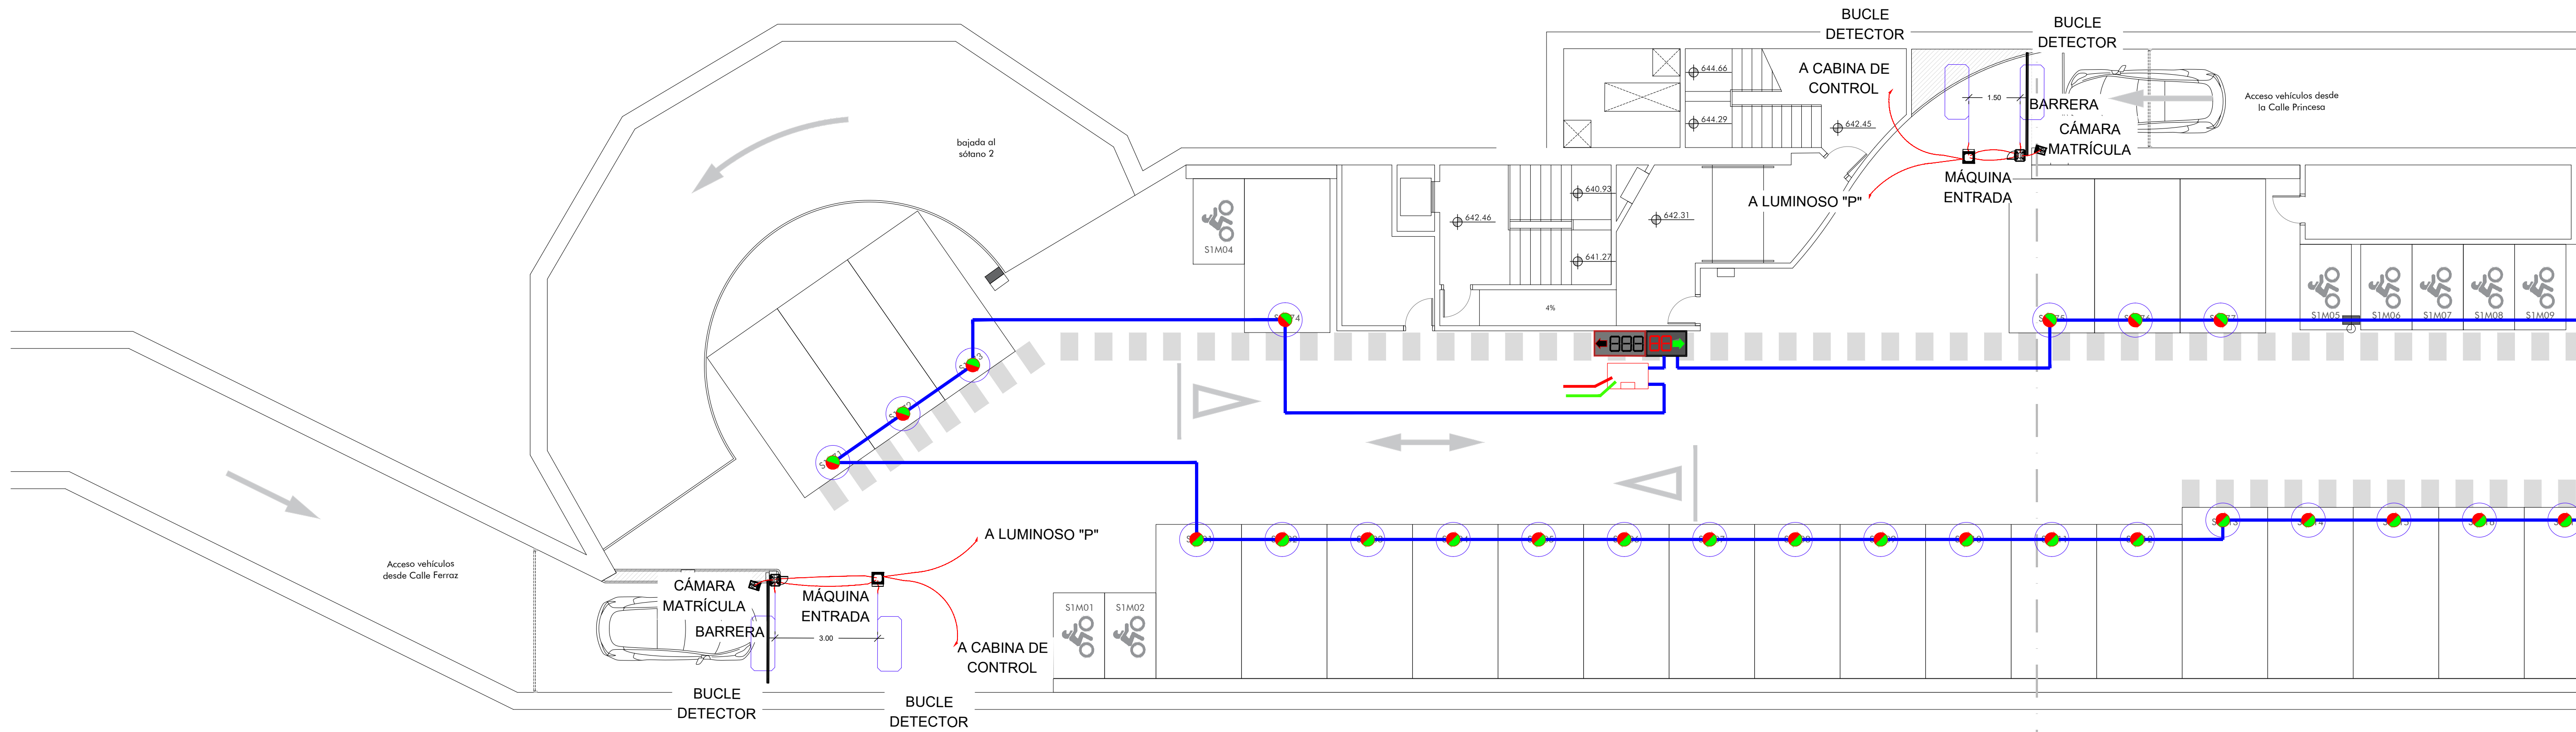 BUCLE
DETECTOR
BUCLE
DETECTOR
A CABINA DE
CONTROL
644.66
644.29
642.45
1.50
BARRERA
CÁMARA
MATRÍCULA
Acceso vehículos desde
la Calle Princesa
bajada al
sótano 2
MÁQUINA
ENTRADA
A LUMINOSO "P"
640.93
642.46
642.31
641.27
S1M04
4%
S1M05
S1M06
S1M07
S1M08
S1M09
A LUMINOSO "P"
Acceso vehículos
desde Calle Ferraz
CÁMARA
MATRÍCULA
MÁQUINA
ENTRADA
BARRERA
3.00
S1M01
S1M02
A CABINA DE
CONTROL
BUCLE
DETECTOR
BUCLE
DETECTOR